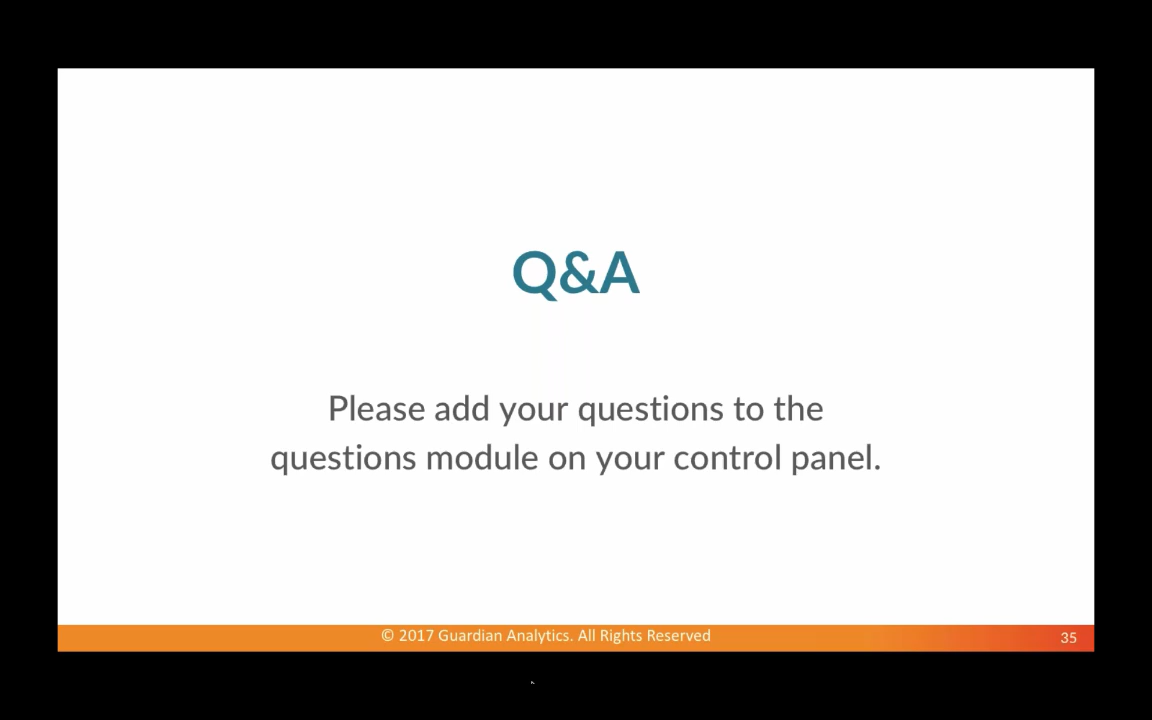 Q&A
Please add your questions to the
questions module on your control panel.
© 2017 Guardian Analytics. All Rights Reserved
35